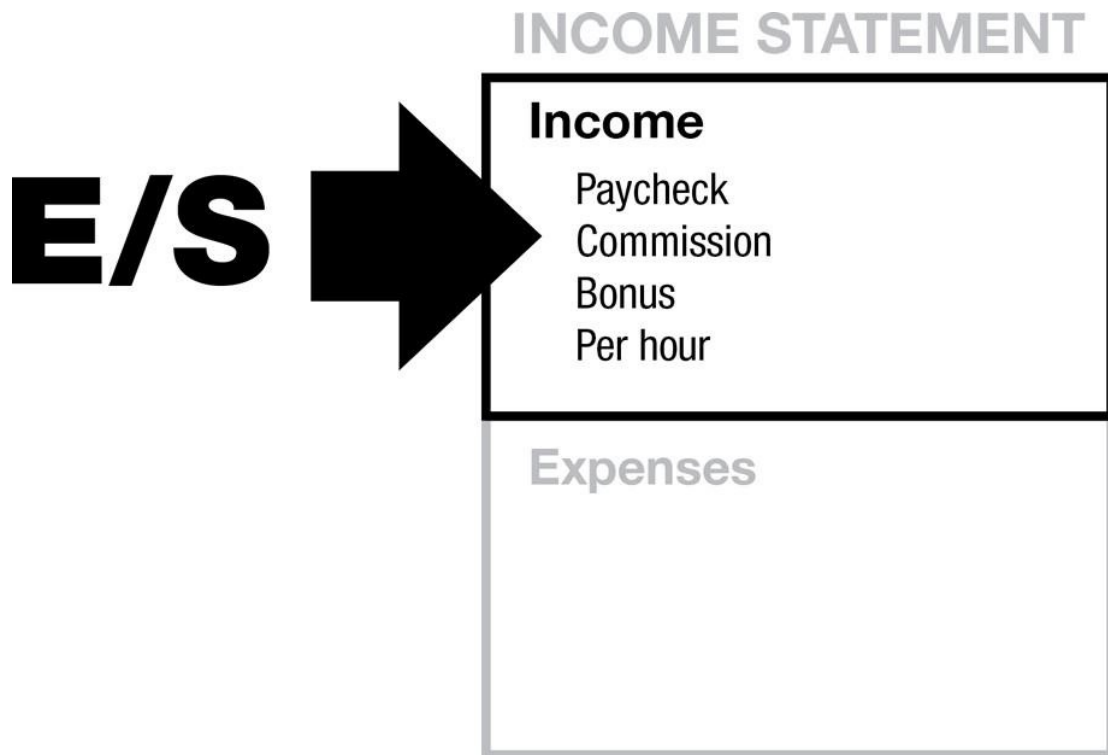 INCOME STATEMENT
E/S
Income
Paycheck
Commission
Bonus
Per hour
Expenses